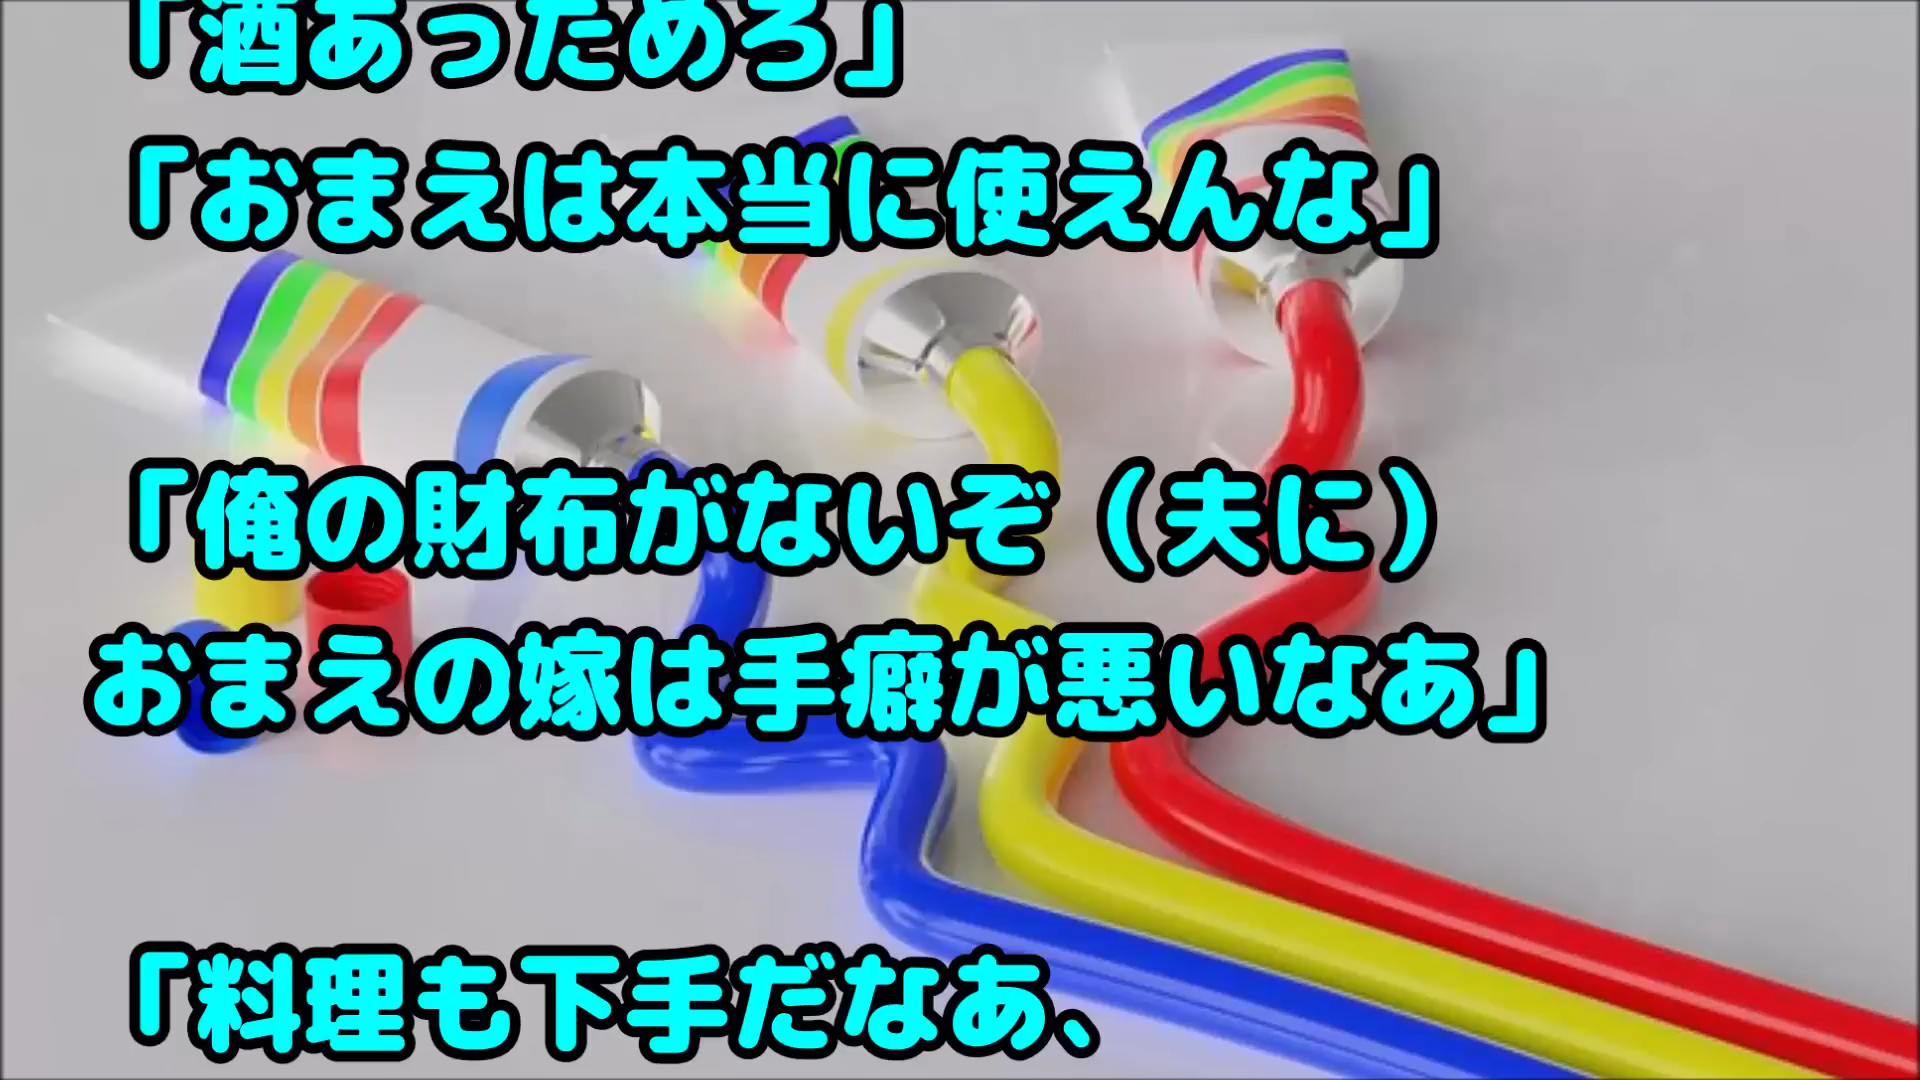 「酒あっためろ」
「おまえは本当に使えんな」
「俺の財布がないぞ（夫に）
おまえの嫁は手癖が悪いなあ」
「料理も下手だなあ、